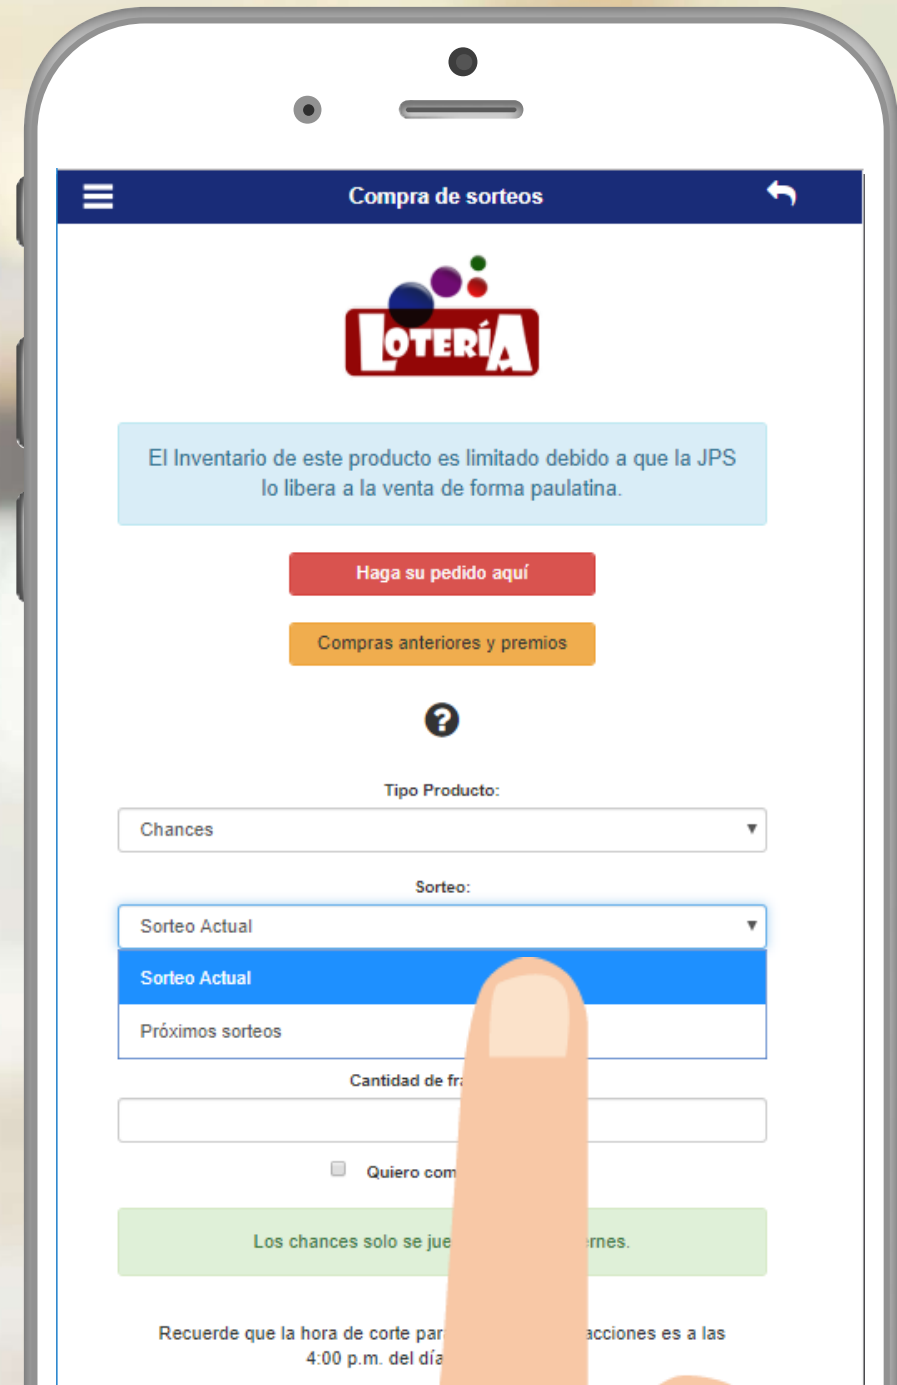 Compra de sorteos
LOTERÍA
El Inventario de este producto es limitado debido a que la JPS
lo libera a la venta de forma paulatina.
Haga su pedido aquí
Compras anteriores y premios
?
Tipo Producto:
Chances
Sorteo:
Sorteo Actual
Sorteo Actual
Próximos sorteos
Cantidad de
Quiero
Los chances solo se
Recuerde que la hora de corte es a las
4:00 p.m. del día